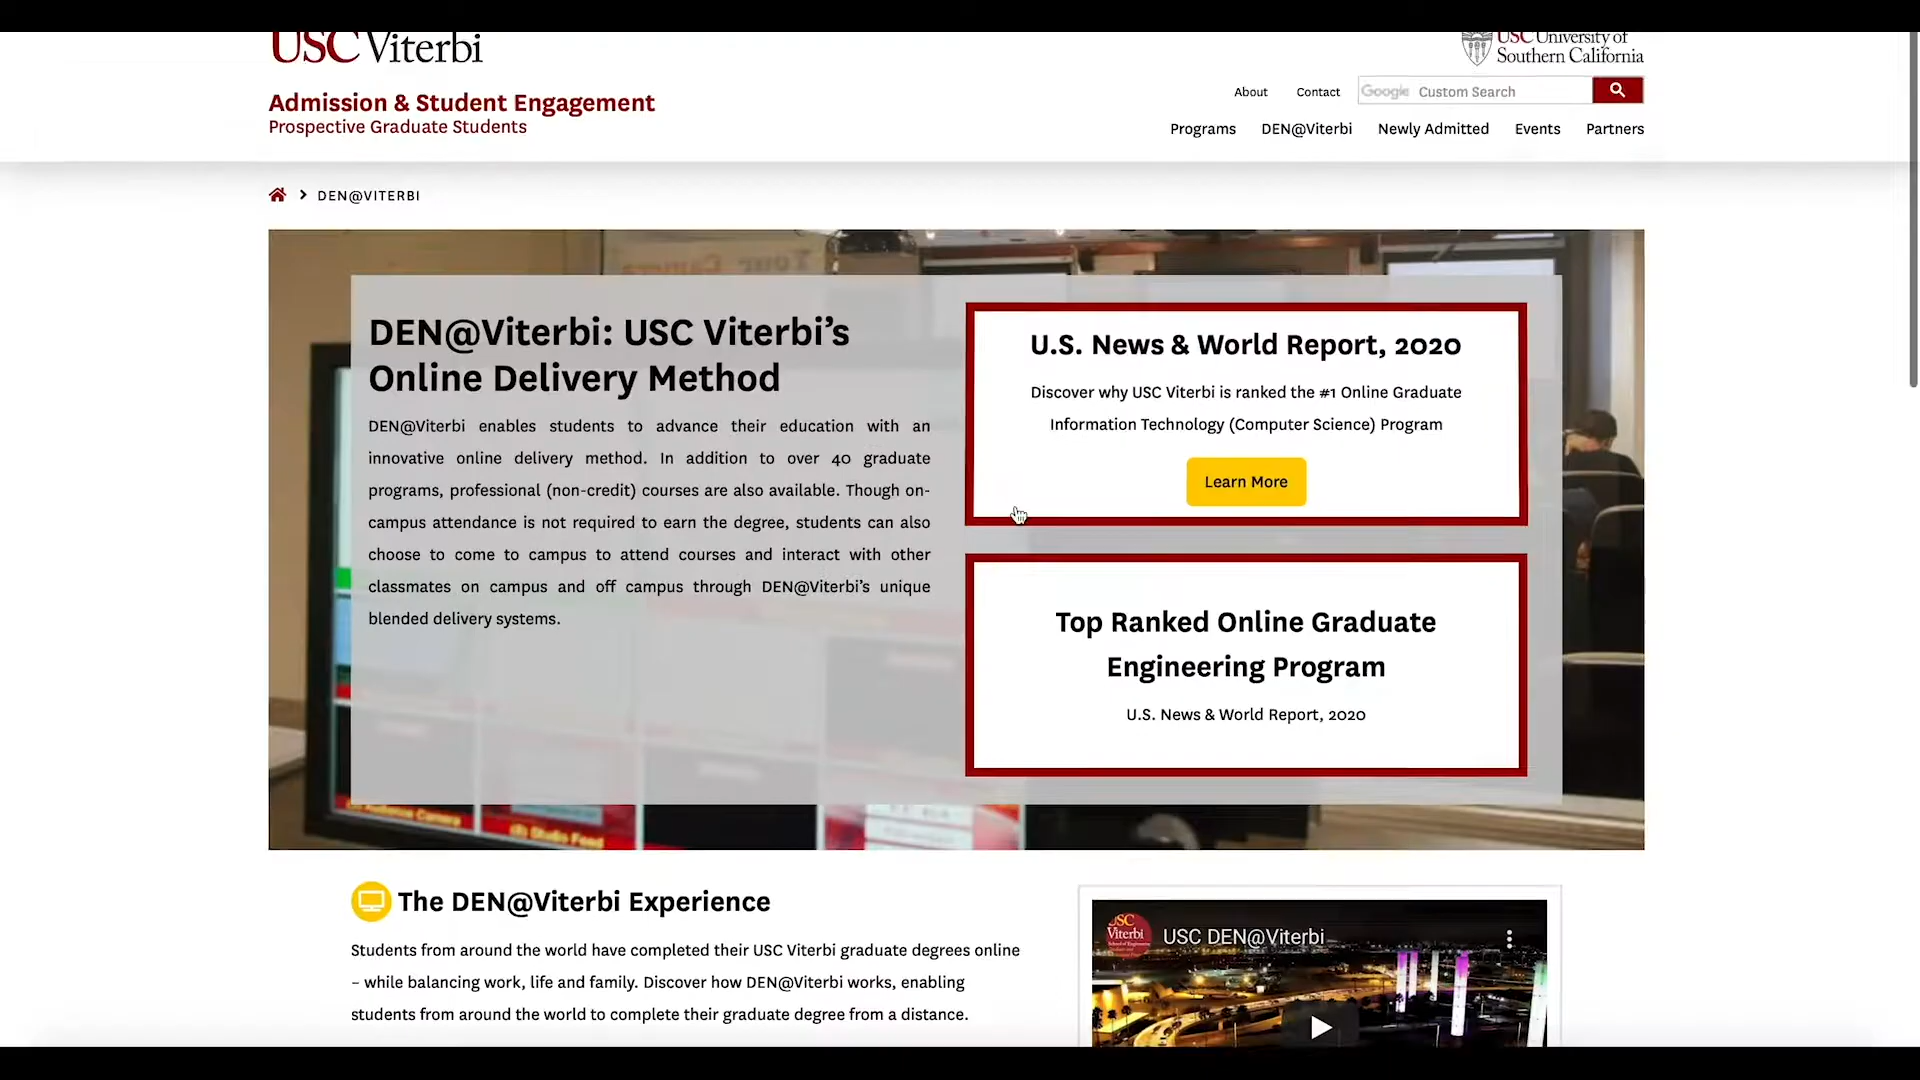 USC Viterbi
USC University of
Southern California
Admission & Student Engagement
Prospective Graduate Students
About
Contact
Google Custom Search
Programs
DEN@Viterbi
Newly Admitted
Events
Partners
DEN@VITERBI
DEN@Viterbi: USC Viterbi's
Online Delivery Method
DEN@Viterbi enables students to advance their education with an
innovative online delivery method. In addition to over 40 graduate
programs, professional (non-credit) courses are also available. Though on-
campus attendance is not required to earn the degree, students can also
choose to come to campus to attend courses and interact with other
classmates on campus and off campus through DEN@Viterbi's unique
blended delivery systems.
U.S. News & World Report, 2020
Discover why USC Viterbi is ranked the #1 Online Graduate
Information Technology (Computer Science) Program
Learn More
Top Ranked Online Graduate
Engineering Program
U.S. News & World Report, 2020
The DEN@Viterbi Experience
Students from around the world have completed their USC Viterbi graduate degrees online
– while balancing work, life and family. Discover how DEN@Viterbi works, enabling
students from around the world to complete their graduate degree from a distance.
USC
Viterbi
USC DEN@Viterbi